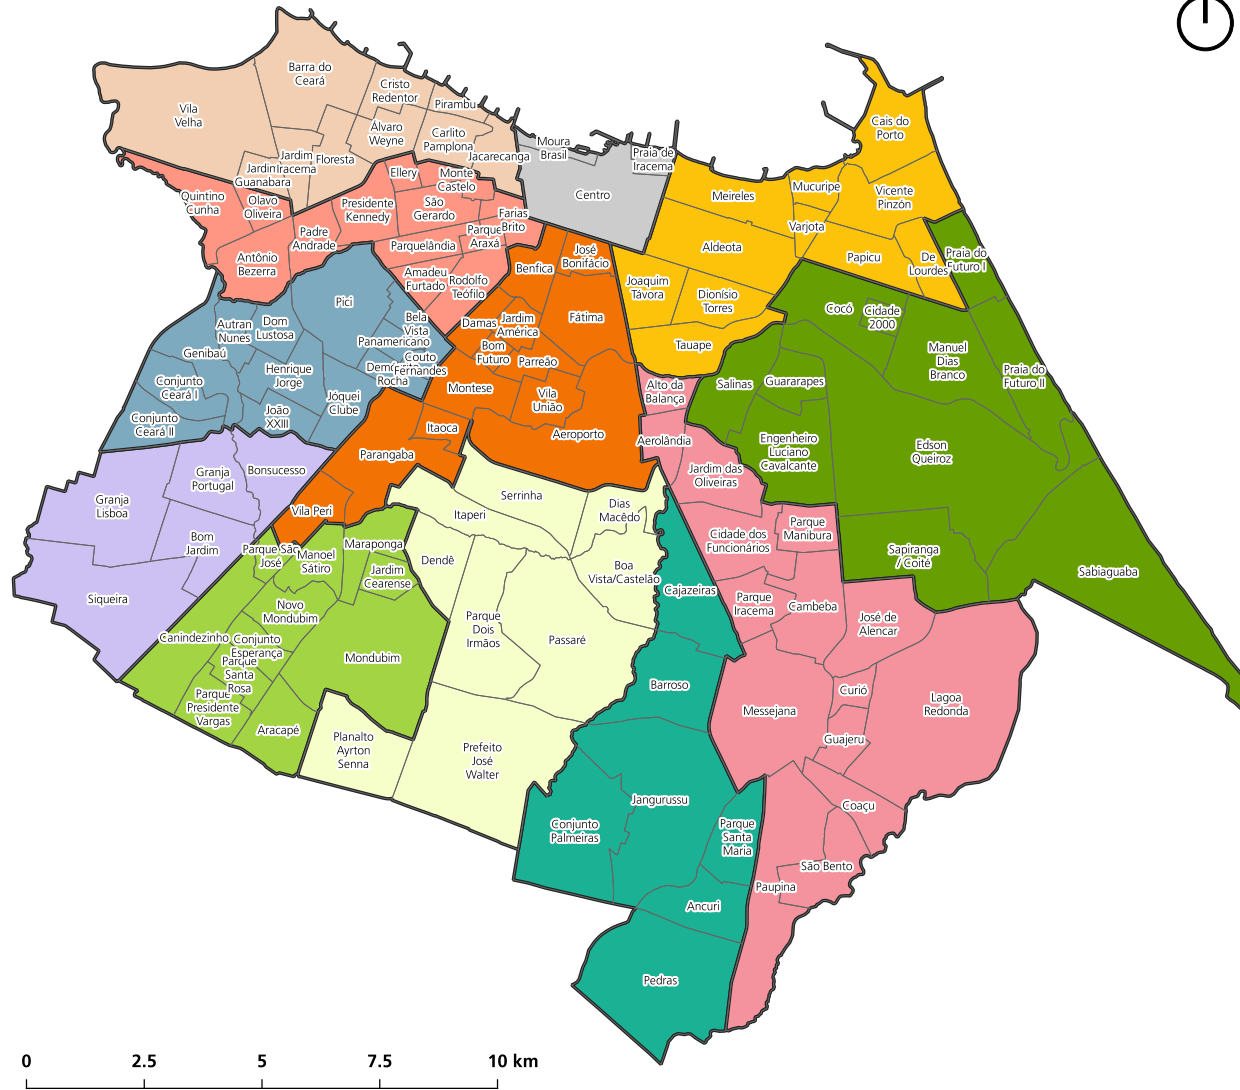 Barra do
Ceará
Vila
Velha
Cristo
Redentor
Pirambu
Álvaro
Weyne
Carlito
Pamplona
Jacarecanga
Jardim
Iracema
Floresta
Jardim
Guanabara
Moura
Brasil
Praia de
Iracema
Centro
Cais do
Porto
Quintino
Cunha
Olavo
Oliveira
Ellery
Monte
Castelo
Presidente
Kennedy
São
Gerardo
Farias
Brito
Padre
Andrade
Parquelândia
Parque
Araxá
Antônio
Bezerra
Amadeu
Furtado
Rodolfo
Teófilo
Meireles
Mucuripe
Vicente
Pinzón
Varjota
Aldeota
Papicu
De
Lourdes
Praia do
Futuro I
Joaquim
Távora
Dionísio
Torres
Tauape
Benfica
José
Bonifácio
Pici
Autran
Nunes
Dom
Lustosa
Bela
Vista
Panamericano
Genibaú
Henrique
Jorge
Democrito
Rocha
Couto
Fernandes
Conjunto
Ceará I
Jóquei
Clube
João
XXIII
Conjunto
Ceará II
Damas
Jardim
América
Fátima
Bom
Futuro
Parreão
Montese
Vila
União
Itaoca
Aeroporto
Parangaba
Vila Peri
Cocó
Cidade
2000
Manuel
Dias
Branco
Praia do
Futuro II
Salinas
Guararapes
Engenheiro
Luciano
Cavalcante
Edson
Queiroz
Sapiranga
/ Coité
Sabiaguaba
Alto da
Balança
Aerolândia
Jardim das
Oliveiras
Cidade dos
Funcionários
Parque
Manibura
Parque
Iracema
Cambeba
José de
Alencar
Granja
Portugal
Bonsucesso
Granja
Lisboa
Bom
Jardim
Siqueira
Serrinha
Itaperi
Dias
Macêdo
Dendê
Boa
Vista/Castelão
Parque
Dois
Irmãos
Passaré
Planalto
Ayrton
Senna
Prefeito
José
Walter
Parque São
José
Manoel
Sátiro
Maraponga
Jardim
Cearense
Novo
Mondubim
Canindezinho
Conjunto
Esperança
Parque
Santa
Rosa
Mondubim
Parque
Presidente
Vargas
Aracapé
Cajazeiras
Barroso
Jangurussu
Conjunto
Palmeiras
Parque
Santa
Maria
Ancuri
Pedras
Messejana
Curió
Lagoa
Redonda
Guajeru
Coaçu
São Bento
Paupina
0 2.5 5 7.5 10 km